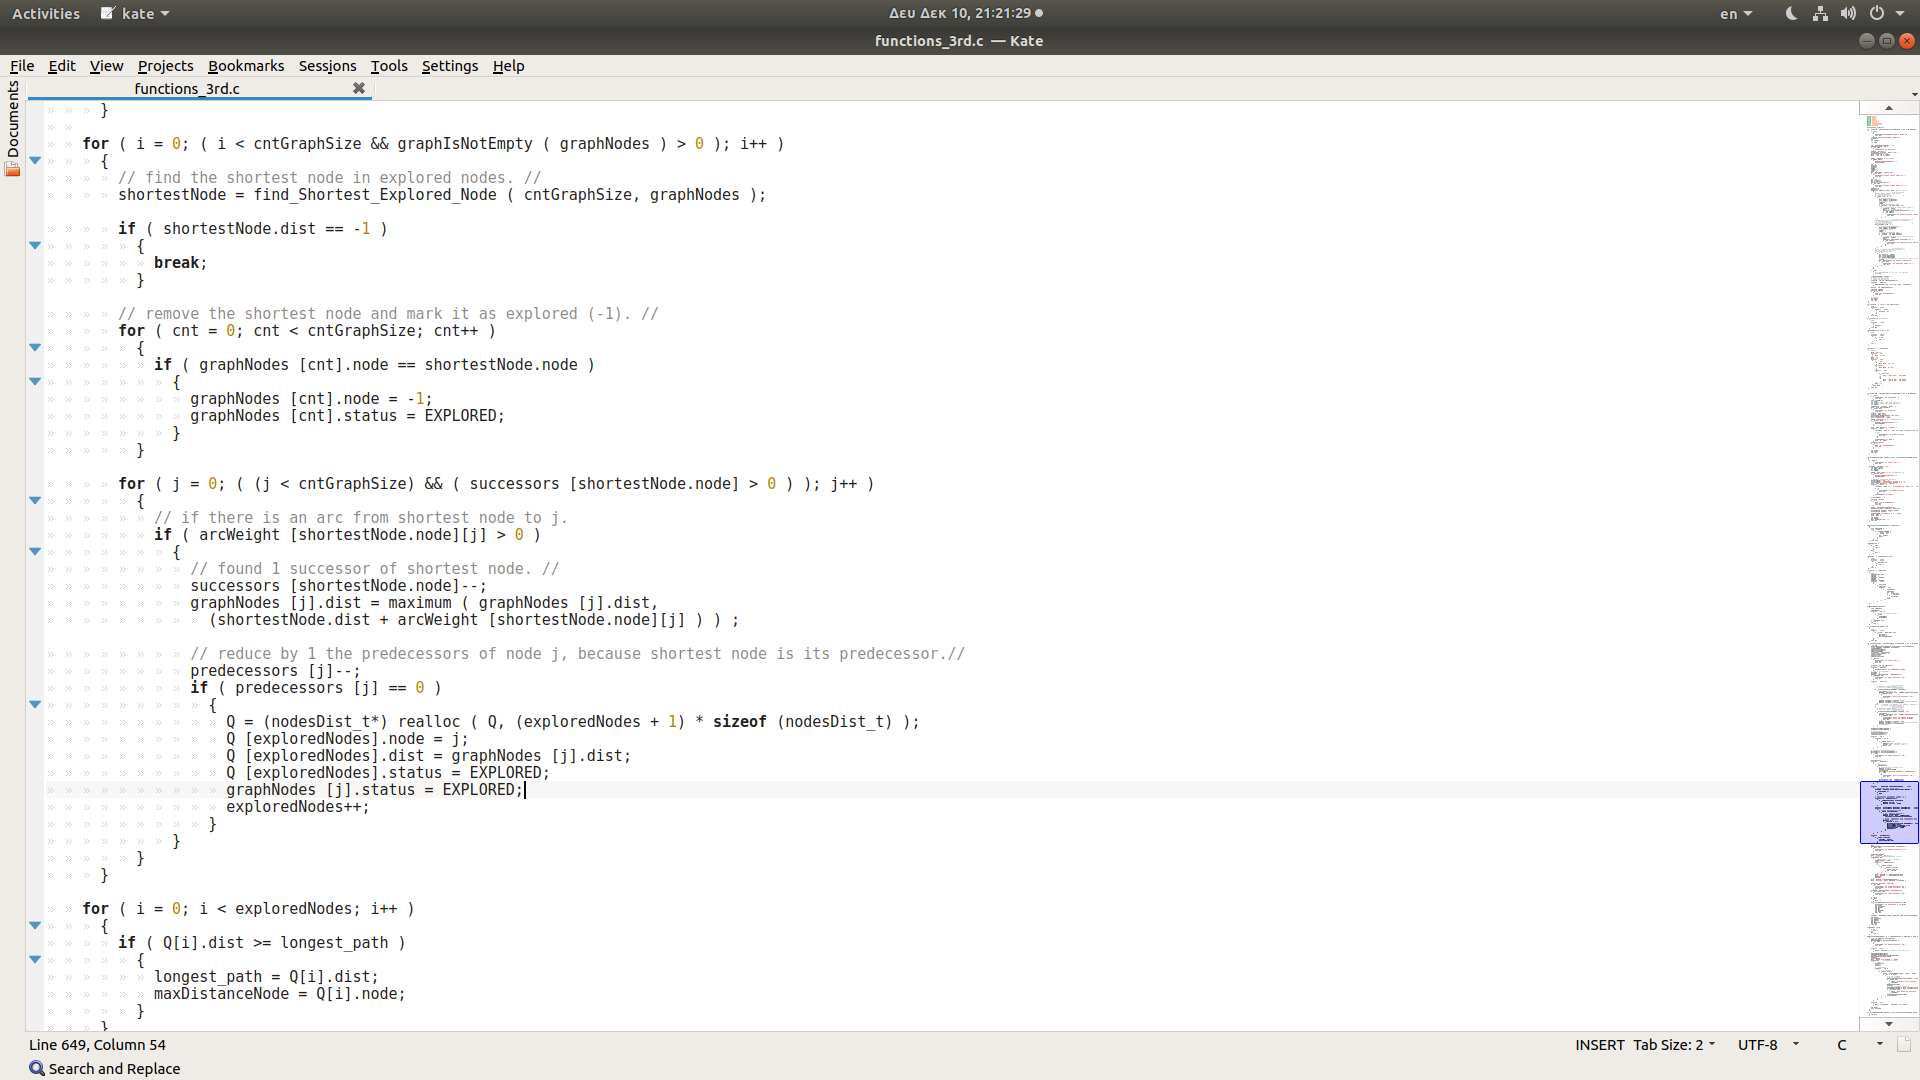 Activities kate Δευ Δεκ 10, 21:21:29 en
functions_3rd.c — Kate
File Edit View Projects Bookmarks Sessions Tools Settings Help
Documents
functions_3rd.c
}
for ( i = 0; ( i < cntGraphSize && graphIsNotEmpty ( graphNodes ) > 0 ); i++ )
{
// find the shortest node in explored nodes. //
shortestNode = find_Shortest_Explored_Node ( cntGraphSize, graphNodes );
if ( shortestNode.dist == -1 )
{
break;
}
// remove the shortest node and mark it as explored (-1). //
for ( cnt = 0; cnt < cntGraphSize; cnt++ )
{
if ( graphNodes [cnt].node == shortestNode.node )
{
graphNodes [cnt].node = -1;
graphNodes [cnt].status = EXPLORED;
}
}
for ( j = 0; ( (j < cntGraphSize) && ( successors [shortestNode.node] > 0 ) ); j++ )
{
// if there is an arc from shortest node to j.
if ( arcWeight [shortestNode.node][j] > 0 )
{
// found 1 successor of shortest node. //
successors [shortestNode.node]--;
graphNodes [j].dist = maximum ( graphNodes [j].dist,
(shortestNode.dist + arcWeight [shortestNode.node][j] ) ) ;
// reduce by 1 the predecessors of node j, because shortest node is its predecessor.//
predecessors [j]--;
if ( predecessors [j] == 0 )
{
Q = (nodesDist_t*) realloc ( Q, (exploredNodes + 1) * sizeof (nodesDist_t) );
Q [exploredNodes].node = j;
Q [exploredNodes].dist = graphNodes [j].dist;
Q [exploredNodes].status = EXPLORED;
graphNodes [j].status = EXPLORED;
exploredNodes++;
}
}
}
}
for ( i = 0; i < exploredNodes; i++ )
{
if ( Q[i].dist >= longest_path )
{
longest_path = Q[i].dist;
maxDistanceNode = Q[i].node;
}
}
Line 649, Column 54 INSERT Tab Size: 2 UTF-8 C
Search and Replace